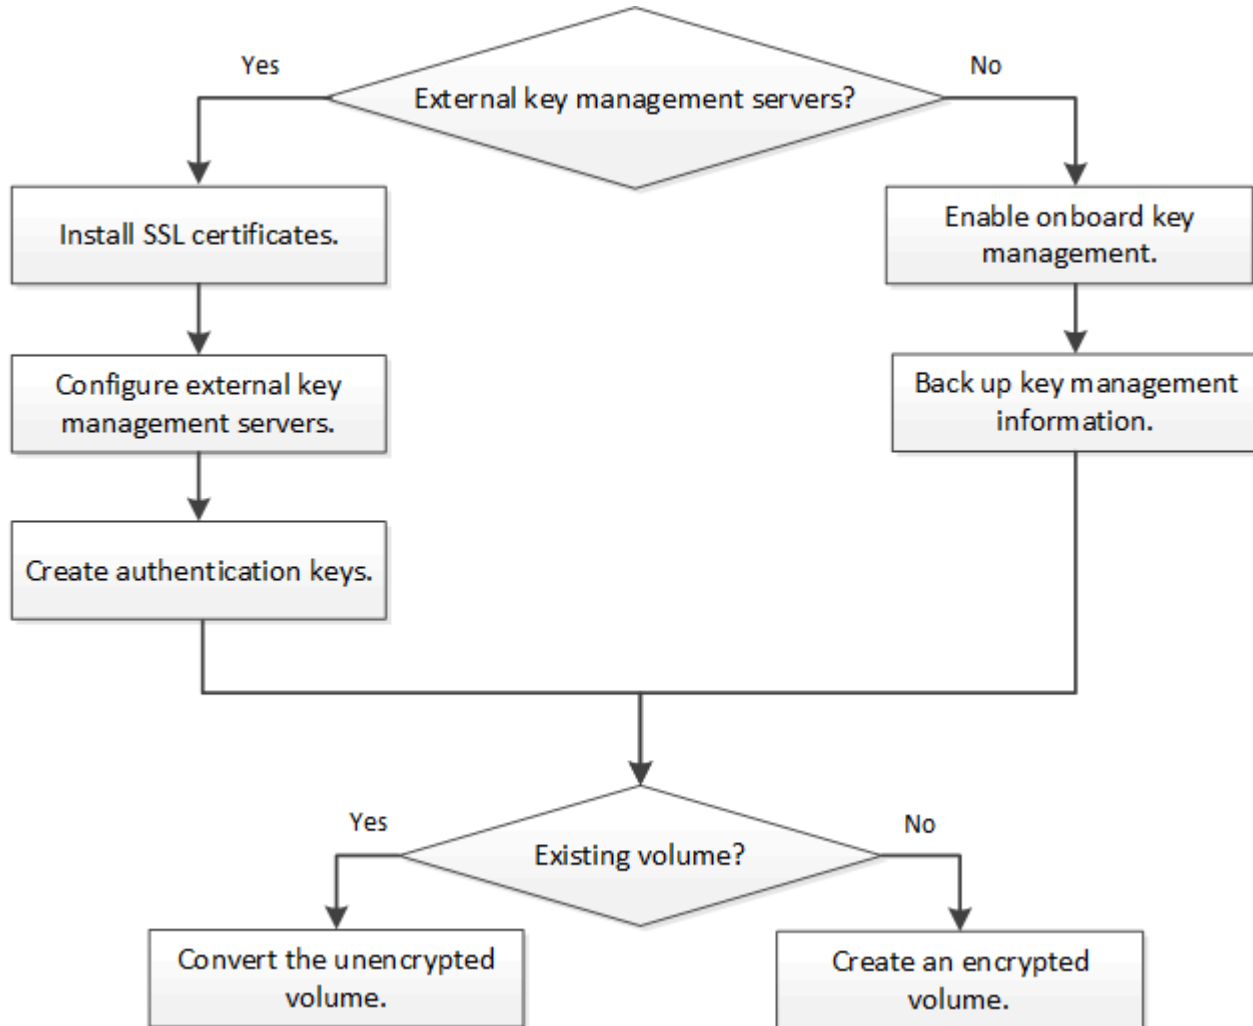 Yes
No
External key management servers?
Install SSL certificates.
Enable onboard key
management.
Configure external key
management servers.
Back up key management
information.
Create authentication keys.
Yes
No
Existing volume?
Convert the unencrypted
volume.
Create an encrypted
volume.